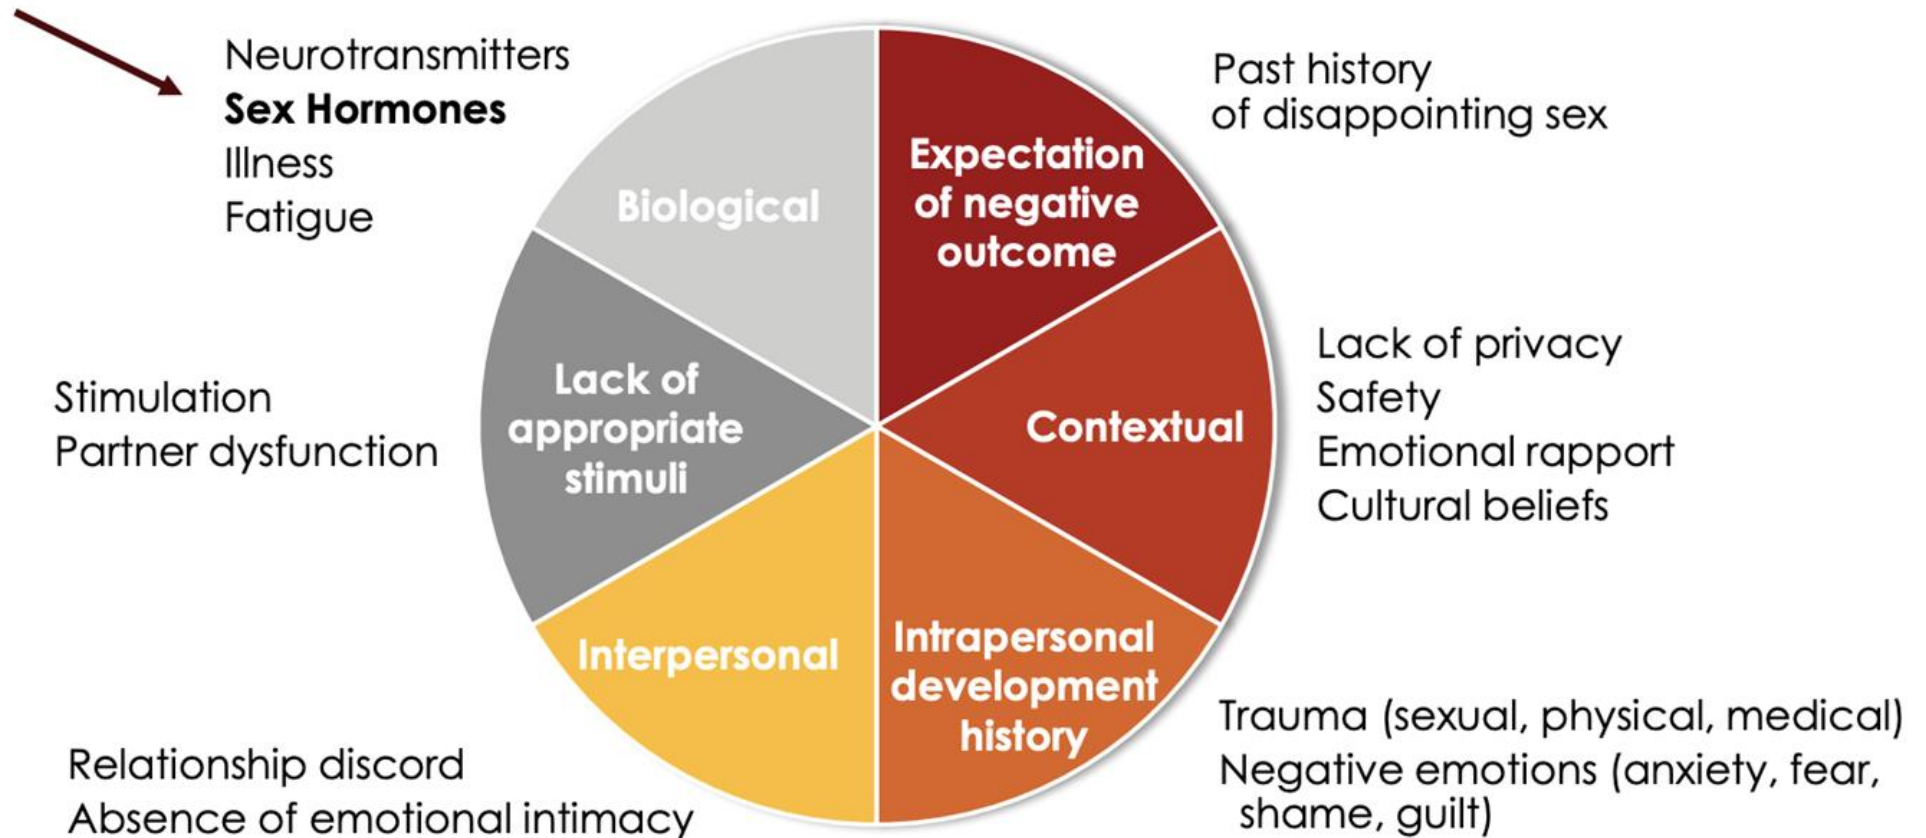 Neurotransmitters
Sex Hormones
Illness
Fatigue
Biological
Expectation
of negative
outcome
Past history
of disappointing sex
Stimulation
Partner dysfunction
Lack of
appropriate
stimuli
Contextual
Lack of privacy
Safety
Emotional rapport
Cultural beliefs
Interpersonal
Relationship discord
Absence of emotional intimacy
Intrapersonal
development
history
Trauma (sexual, physical, medical)
Negative emotions (anxiety, fear,
shame, guilt)